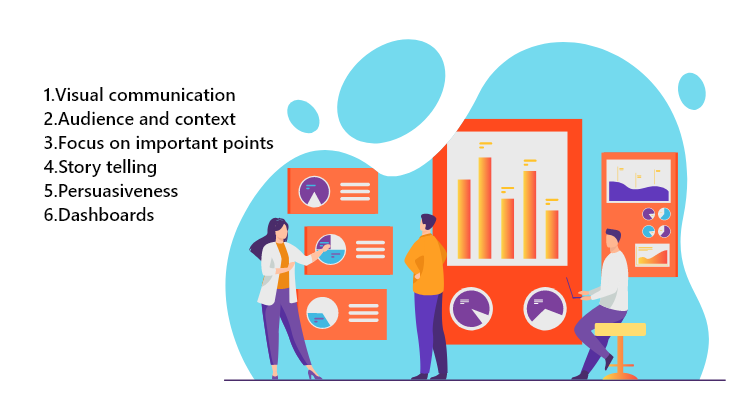 1.Visual communication
2.Audience and context
3.Focus on important points
4.Story telling
5.Persuasiveness
6.Dashboards